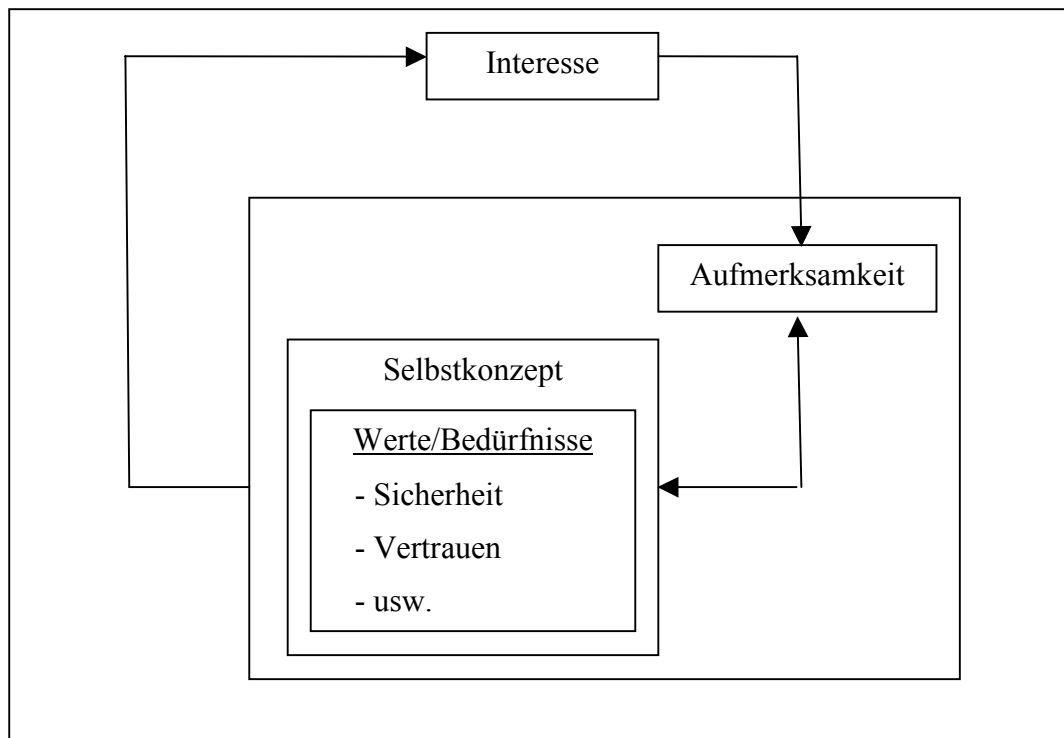 Interesse
Aufmerksamkeit
Selbstkonzept
Werte/Bedürfnisse
- Sicherheit
- Vertrauen
- usw.